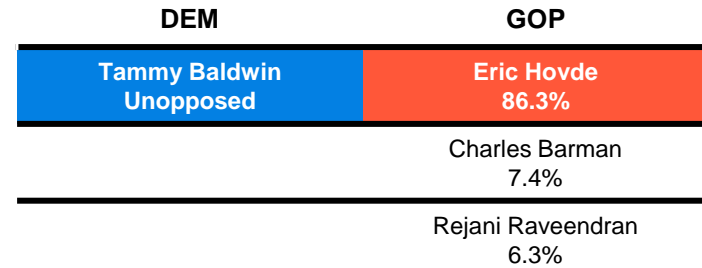 DEM GOP
Tammy Baldwin Eric Hovde
Unopposed 86.3%
Charles Barman
7.4%
Rejani Raveendran
6.3%